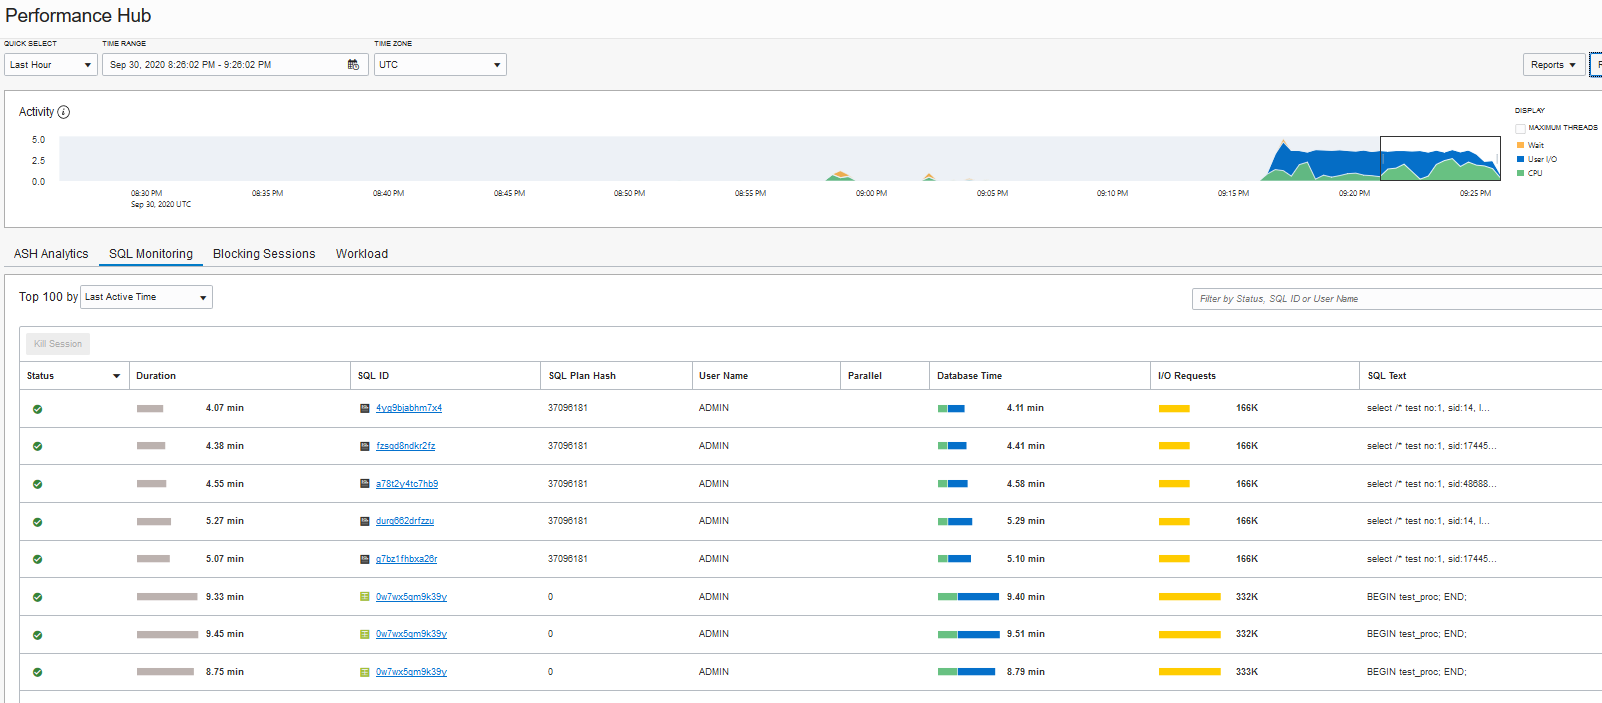 Performance Hub
QUICK SELECT TIME RANGE TIME ZONE
Last Hour Sep 30, 2020 8:26:02 PM - 9:26:02 PM UTC Reports
Activity
DISPLAY
MAXIMUM THREADS
Wait
User I/O
CPU
5.0
2.5
0.0
08:30 PM 08:35 PM 08:40 PM 08:45 PM 08:50 PM 08:55 PM 09:00 PM 09:05 PM 09:10 PM 09:15 PM 09:20 PM 09:25 PM
Sep 30, 2020 UTC
ASH Analytics SQL Monitoring Blocking Sessions Workload
Top 100 by Last Active Time Filter by Status, SQL ID or User Name
Kill Session
Status Duration SQL ID SQL Plan Hash User Name Parallel Database Time I/O Requests SQL Text
4.07 min 4yq9bjabhm7x4 37096181 ADMIN 4.11 min 166K select /* test no:1, sid:14, l...
4.38 min fzsqd8ndkr2fz 37096181 ADMIN 4.41 min 166K select /* test no:1, sid:17445...
4.55 min a78t2y4tc7hb9 37096181 ADMIN 4.58 min 166K select /* test no:1, sid:48688...
5.27 min durq662drfzzu 37096181 ADMIN 5.29 min 166K select /* test no:1, sid:14, l...
5.07 min g7bz1fhbxa26r 37096181 ADMIN 5.10 min 166K select /* test no:1, sid:17445...
9.33 min 0w7wx5qm9k39y 0 ADMIN 9.40 min 332K BEGIN test_proc; END;
9.45 min 0w7wx5qm9k39y 0 ADMIN 9.51 min 332K BEGIN test_proc; END;
8.75 min 0w7wx5qm9k39y 0 ADMIN 8.79 min 333K BEGIN test_proc; END;